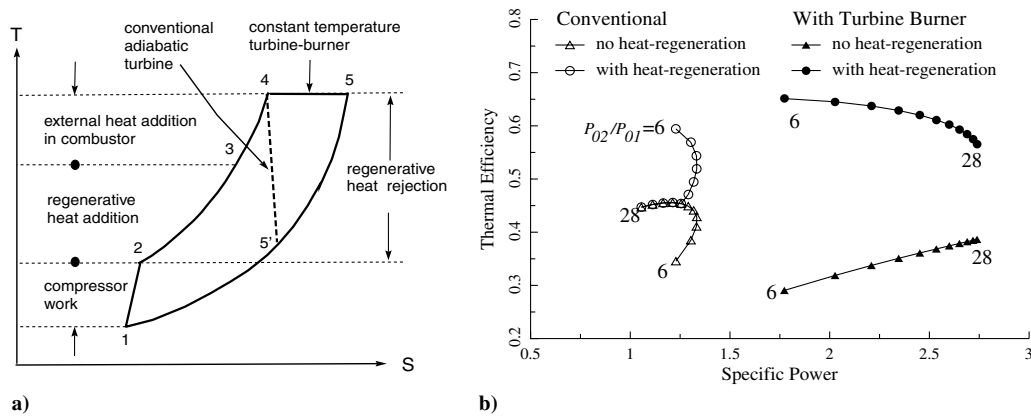 T
conventional
adiabatic
turbine
constant temperature
turbine-burner
4
5
external heat addition
in combustor
3
regenerative
heat addition
regenerative
heat rejection
2
5'
compressor
work
1
S
a)
Conventional
no heat-regeneration
with heat-regeneration
With Turbine Burner
no heat-regeneration
with heat-regeneration
P02/P01=6
6
28
28
6
6
28
Thermal Efficiency
0.8
0.7
0.6
0.5
0.4
0.3
0.2
0.5
1
1.5
2
2.5
3
Specific Power
b)